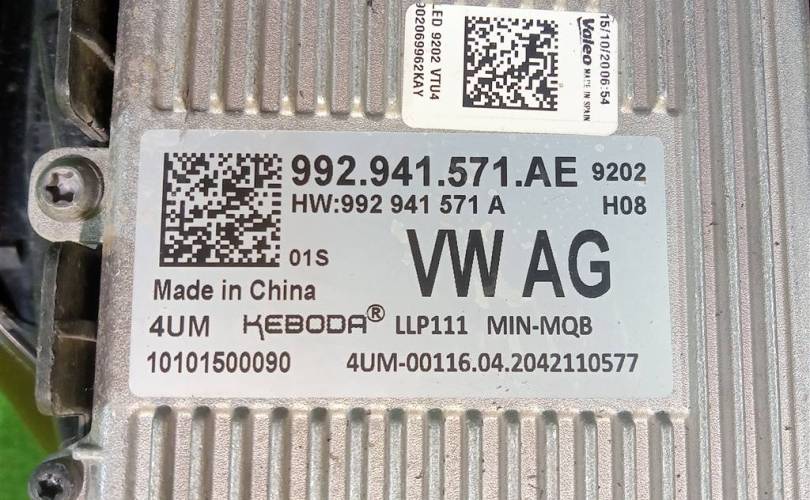 LED 9202 VTU4
902069962KAY
15/10/2006:54
Valeo MADE IN SPAIN
992.941.571.AE 9202
HW:992 941 571 A H08
01S VW AG
Made in China
4UM KEBODA® LLP111 MIN-MQB
10101500090 4UM-00116.04.2042110577